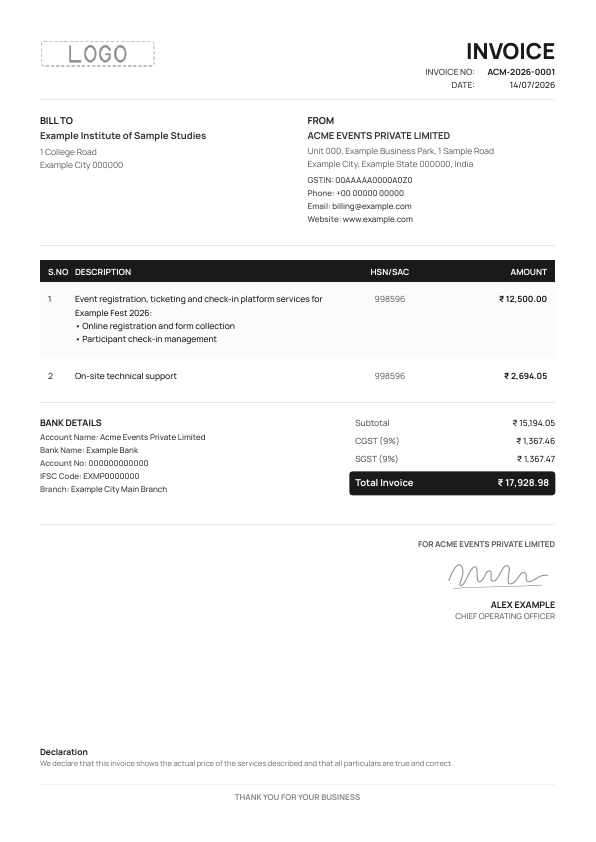 LOGO
INVOICE
INVOICE NO: ACM-2026-0001
DATE: 14/07/2026
BILL TO
Example Institute of Sample Studies
1 College Road
Example City 000000
FROM
ACME EVENTS PRIVATE LIMITED
Unit 000, Example Business Park, 1 Sample Road
Example City, Example State 000000, India
GSTIN: 00AAAAA0000A0Z0
Phone: +00 00000 00000
Email: billing@example.com
Website: www.example.com
S.NO DESCRIPTION HSN/SAC AMOUNT
1 Event registration, ticketing and check-in platform services for 998596 ₹ 12,500.00
Example Fest 2026:
• Online registration and form collection
• Participant check-in management
2 On-site technical support 998596 ₹ 2,694.05
BANK DETAILS
Account Name: Acme Events Private Limited
Bank Name: Example Bank
Account No: 000000000000
IFSC Code: EXMP0000000
Branch: Example City Main Branch
Subtotal ₹ 15,194.05
CGST (9%) ₹ 1,367.46
SGST (9%) ₹ 1,367.47
Total Invoice ₹ 17,928.98
FOR ACME EVENTS PRIVATE LIMITED
ALEX EXAMPLE
CHIEF OPERATING OFFICER
Declaration
We declare that this invoice shows the actual price of the services described and that all particulars are true and correct.
THANK YOU FOR YOUR BUSINESS